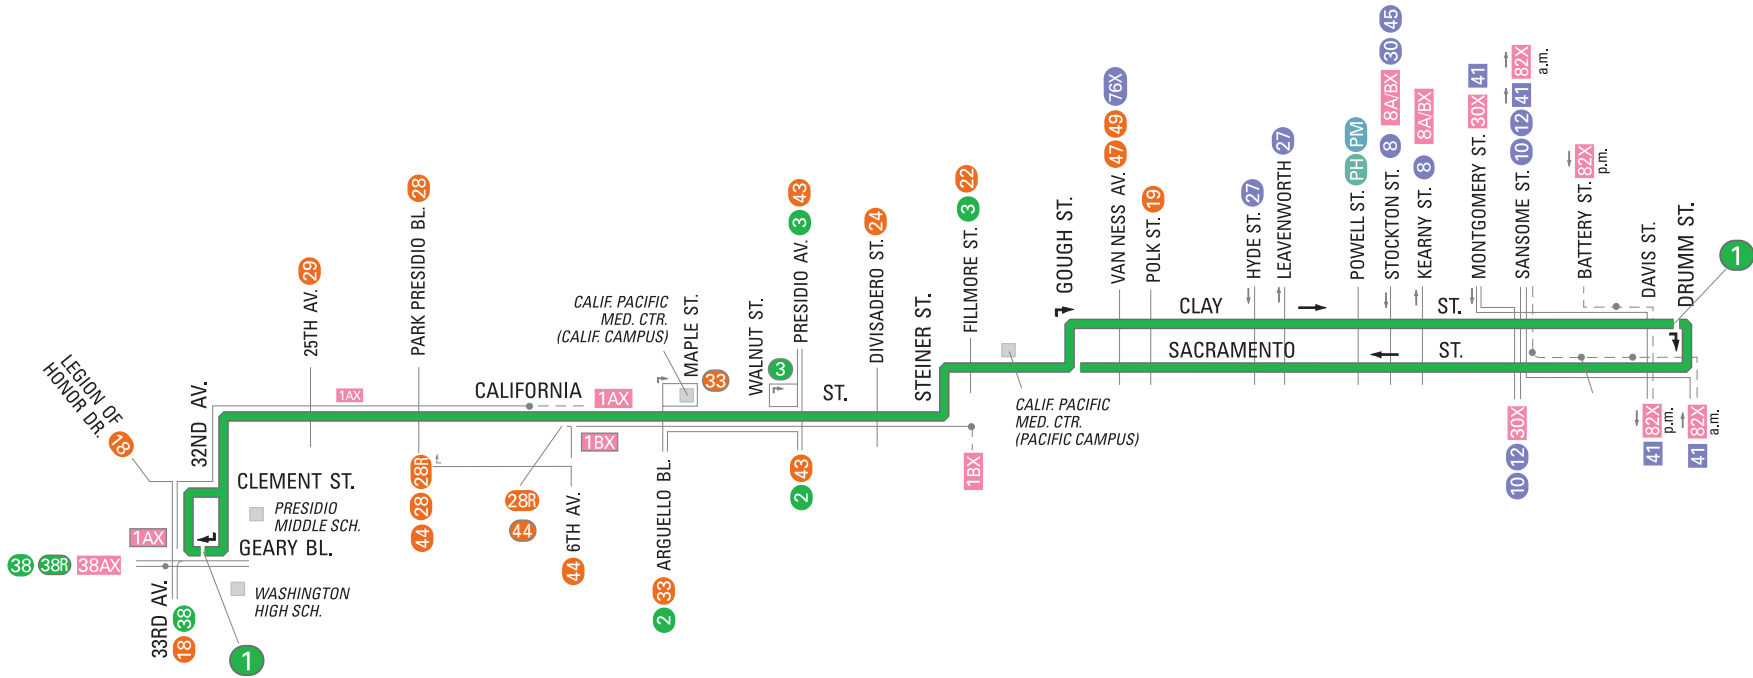 LEGION OF
HONOR DR.
18
32ND AV.
CLEMENT ST.
PRESIDIO
MIDDLE SCH.
GEARY BL.
WASHINGTON
HIGH SCH.
1AX
38 38R 38AX
33RD AV.
38
18
1
25TH AV. 29
1AX
PARK PRESIDIO BL. 28
44 28 28R
CALIFORNIA ST.
1AX
1BX
28R
44
44 6TH AV.
CALIF. PACIFIC
MED. CTR.
(CALIF. CAMPUS)
MAPLE ST.
33
2 33 ARGUELLO BL.
WALNUT ST.
3
PRESIDIO AV. 3 43
2 43
DIVISADERO ST. 24
STEINER ST.
FILLMORE ST. 3 22
1BX
CALIF. PACIFIC
MED. CTR.
(PACIFIC CAMPUS)
GOUGH ST.
VAN NESS AV. 47 49 76X
POLK ST. 19
CLAY ST.
SACRAMENTO ST.
HYDE ST. 27
LEAVENWORTH 27
POWELL ST. PH PM
STOCKTON ST. 8 8A/BX 30 45
KEARNY ST. 8 8A/BX
MONTGOMERY ST. 30X 41
SANSOME ST. 10 12 41 82X
a.m.
10 12 30X
BATTERY ST. 82X
p.m.
DAVIS ST.
41 82X
p.m.
DRUMM ST.
41 82X
a.m.
1